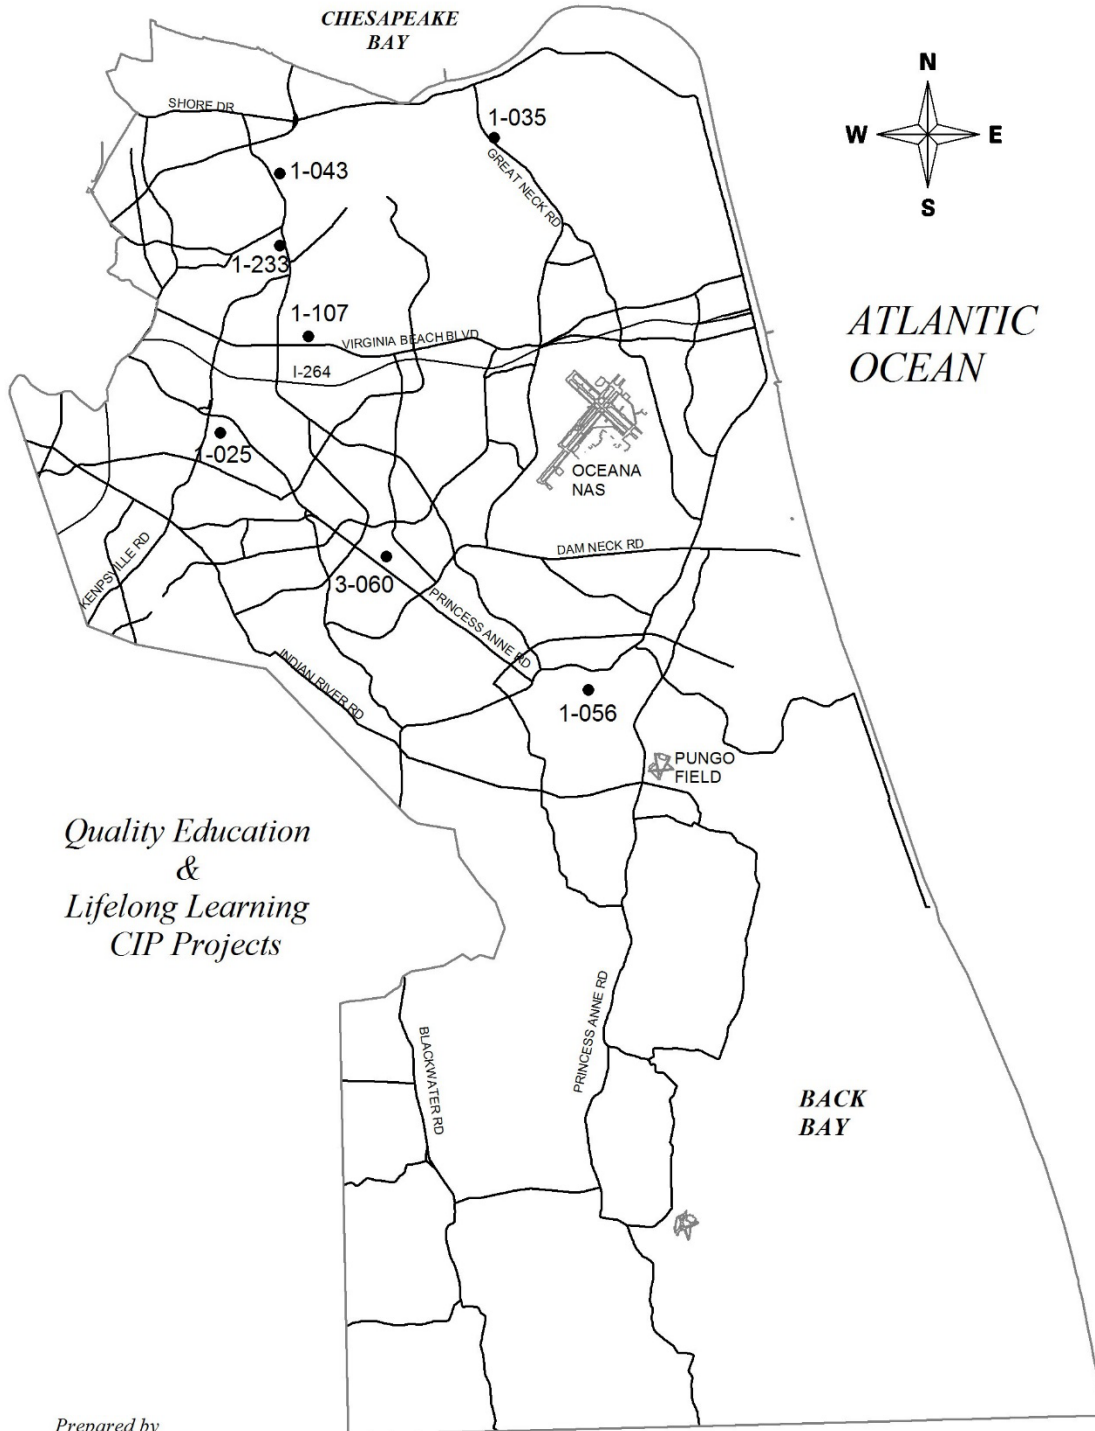 CHESAPEAKE
BAY
N
SHORE DR
1-035
W
E
GREAT NECK RD
1-043
S
1-233
1-107
ATLANTIC
OCEAN
VIRGINIA BEACH BLVD
I-264
1-025
OCEANA
NAS
KENPSVILLE RD
DAM NECK RD
3-060
PRINCESS ANNE RD
INDIAN RIVER RD
1-056
PUNGO
FIELD
Quality Education
&
Lifelong Learning
CIP Projects
BLACKWATER RD
PRINCESS ANNE RD
BACK
BAY
Prepared by